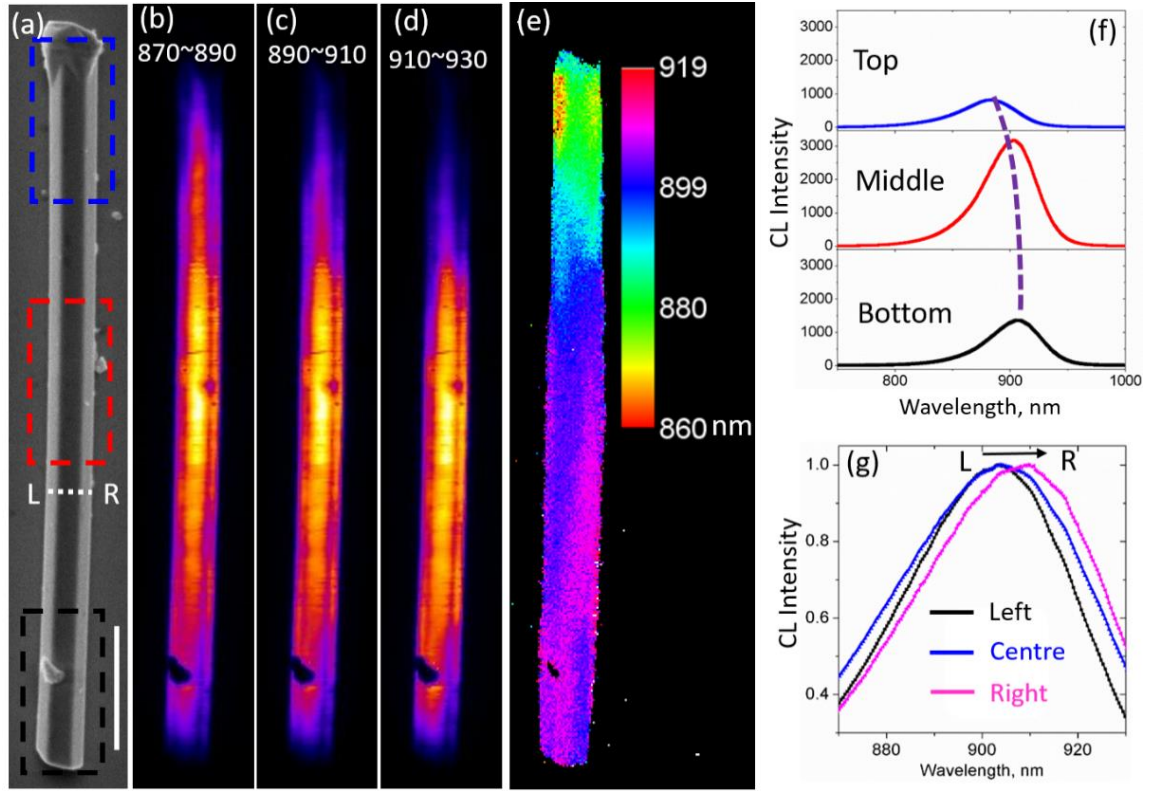 (a)
L R
(b)
870~890
(c)
890~910
(d)
910~930
(e)
919
899
880
860 nm
(f)
CL Intensity
3000
2000
1000
0
Top
3000
2000
1000
0
Middle
3000
2000
1000
0
Bottom
800 900 1000
Wavelength, nm
(g)
L R
CL Intensity
1.0
0.8
0.6
0.4
Left
Centre
Right
880 900 920
Wavelength, nm